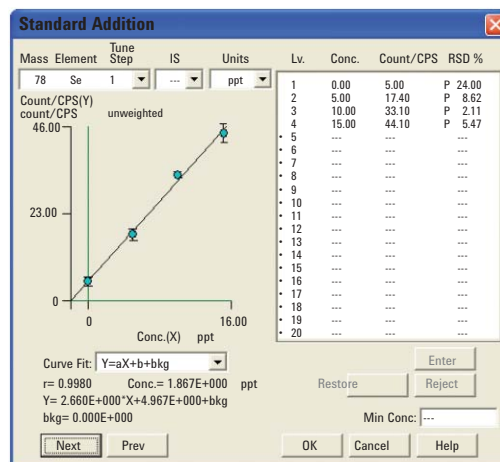 Standard Addition
Mass Element Tune Step IS Units
78 Se 1 --- ppt
Count/CPS(Y)
count/CPS unweighted
46.00
23.00
0
0 16.00
Conc.(X) ppt
Curve Fit: Y=aX+b+bkg
r= 0.9980 Conc.= 1.867E+000 ppt
Y= 2.660E+000*X+4.967E+000+bkg
bkg= 0.000E+000
Next Prev
Lv. Conc. Count/CPS RSD %
1 0.00 5.00 P 24.00
2 5.00 17.40 P 8.62
3 10.00 33.10 P 2.11
4 15.00 44.10 P 5.47
• 5 --- --- ---
• 6 --- --- ---
• 7 --- --- ---
• 8 --- --- ---
• 9 --- --- ---
• 10 --- --- ---
• 11 --- --- ---
• 12 --- --- ---
• 13 --- --- ---
• 14 --- --- ---
• 15 --- --- ---
• 16 --- --- ---
• 17 --- --- ---
• 18 --- --- ---
• 19 --- --- ---
• 20 --- --- ---
Enter
Restore Reject
Min Conc: ---
OK Cancel Help